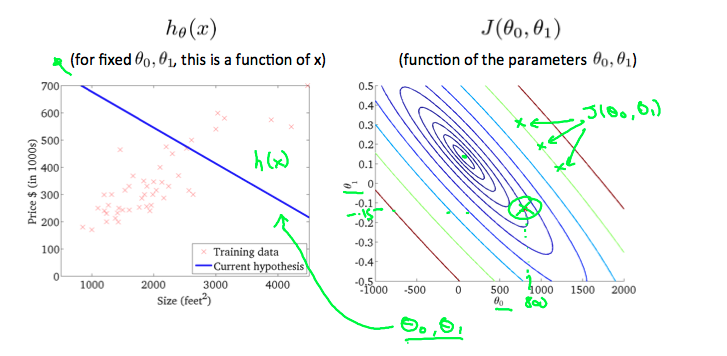 hθ(x)
(for fixed θ0, θ1, this is a function of x)
Price $ (in 1000s)
700
600
500
400
300
200
100
0
h(x)
Training data
Current hypothesis
1000
2000
3000
4000
Size (feet²)
θ0, θ1
J(θ0, θ1)
(function of the parameters θ0, θ1)
0.5
0.4
0.3
0.2
0.1
0
-0.1
-0.2
-0.3
-0.4
-0.5
θ1
-.15
J(θ0, θ1)
-1000
-500
0
500
1000
1500
2000
θ0
800